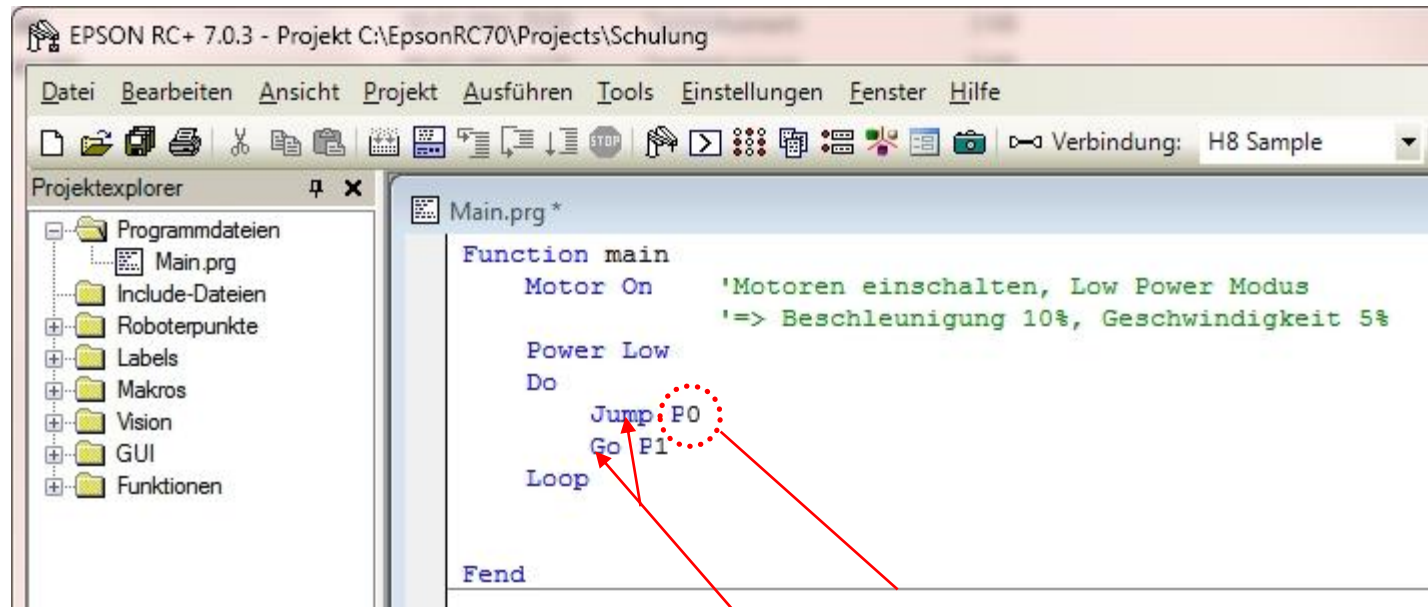 EPSON RC+ 7.0.3 - Projekt C:\EpsonRC70\Projects\Schulung
Datei Bearbeiten Ansicht Projekt Ausführen Tools Einstellungen Fenster Hilfe
STOP Verbindung: H8 Sample
Projektexplorer
Programmdateien
Main.prg
Include-Dateien
Roboterpunkte
Labels
Makros
Vision
GUI
Funktionen
Main.prg *
Function main
Motor On 'Motoren einschalten, Low Power Modus
'=> Beschleunigung 10%, Geschwindigkeit 5%
Power Low
Do
Jump P0
Go P1
Loop
Fend